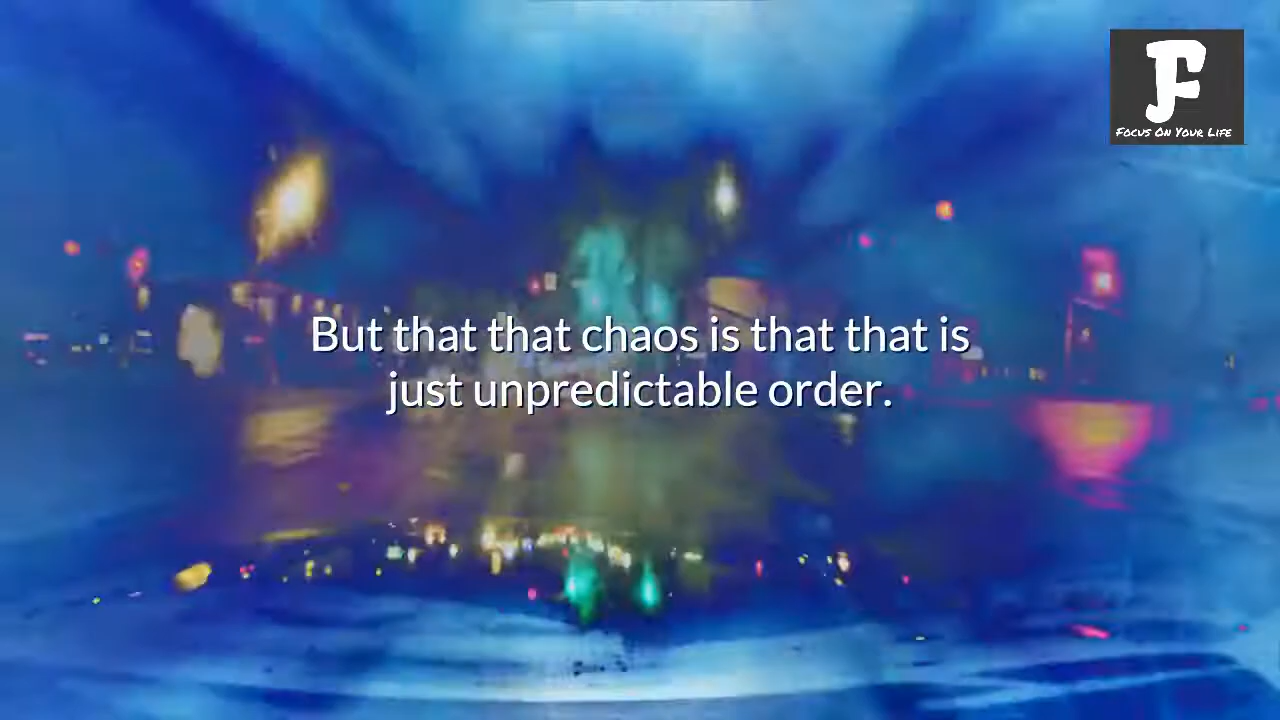 Focus On Your Life
But that that chaos is that that is
just unpredictable order.